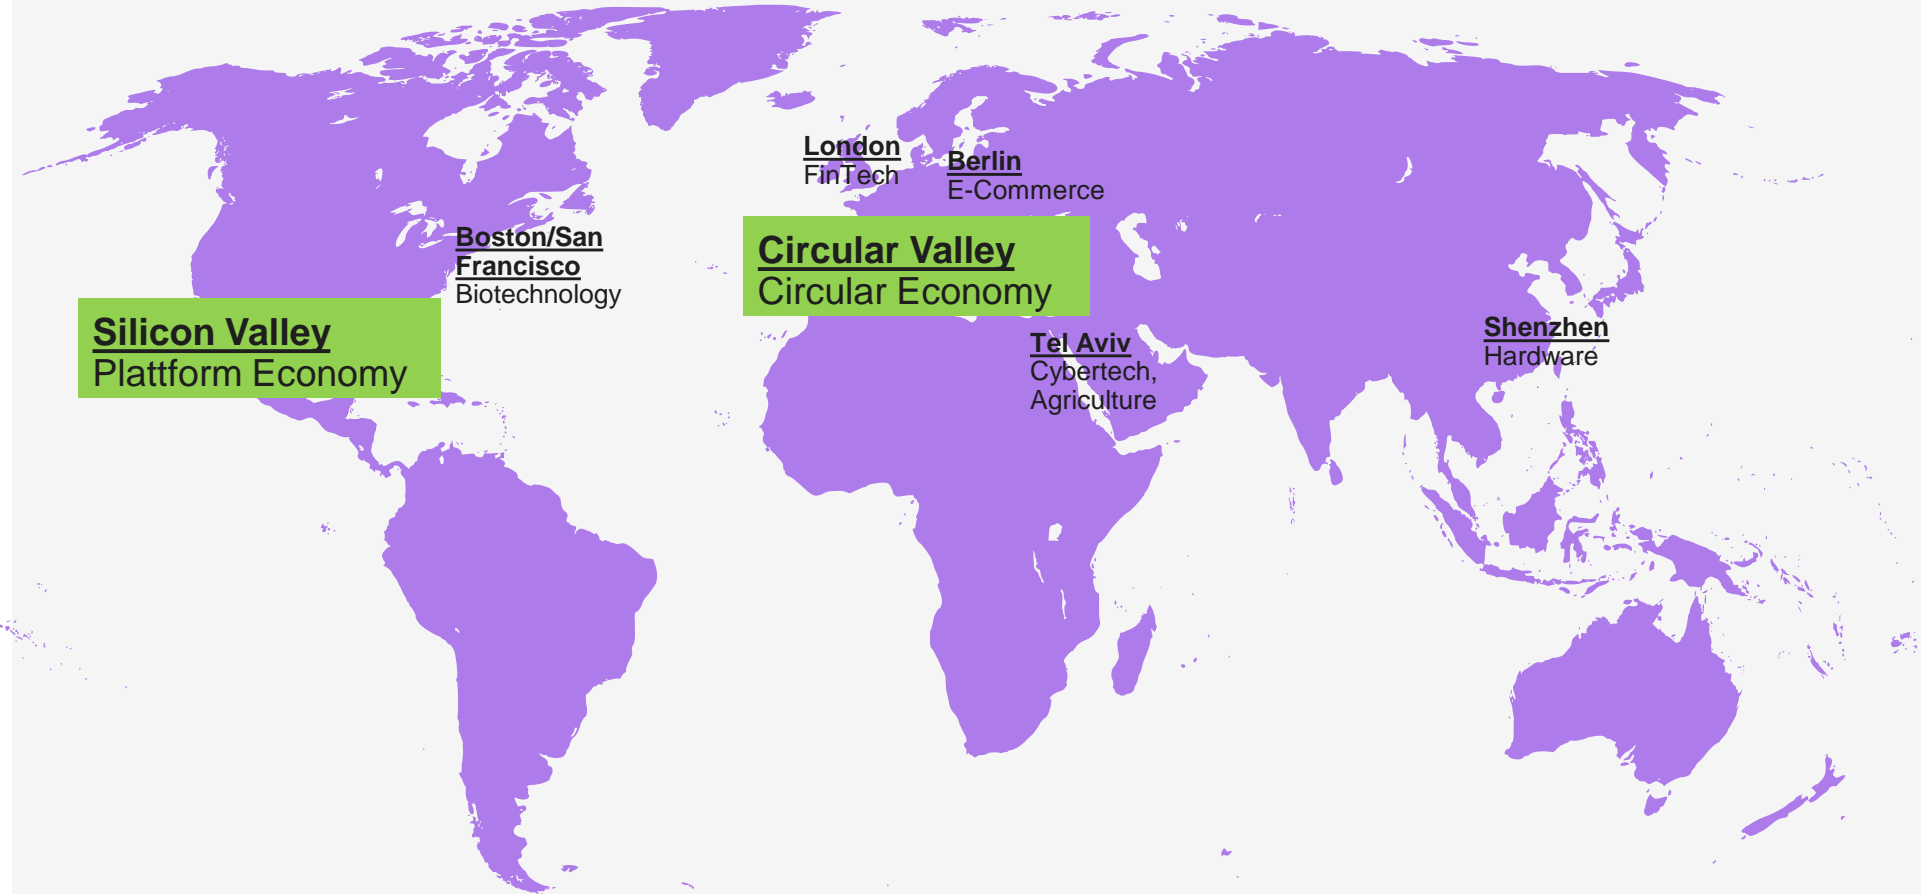 London
FinTech
Berlin
E-Commerce
Boston/San
Francisco
Biotechnology
Circular Valley
Circular Economy
Silicon Valley
Plattform Economy
Tel Aviv
Cybertech,
Agriculture
Shenzhen
Hardware